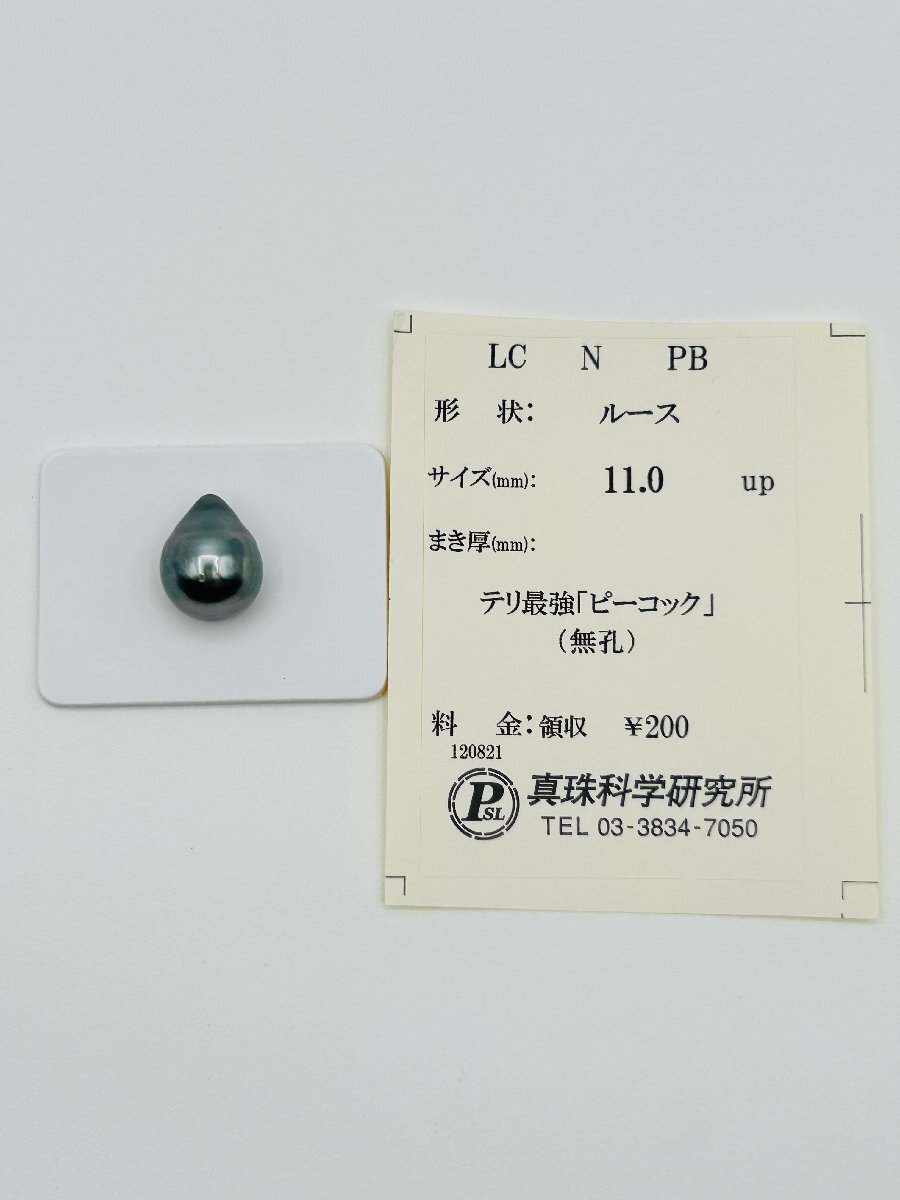 LC N PB
形 状: ルース
サイズ(mm): 11.0 up
まき厚(mm):
テリ最強「ピーコック」
(無孔)
料 金:領収 ¥200
120821
PSL 真珠科学研究所
TEL 03-3834-7050